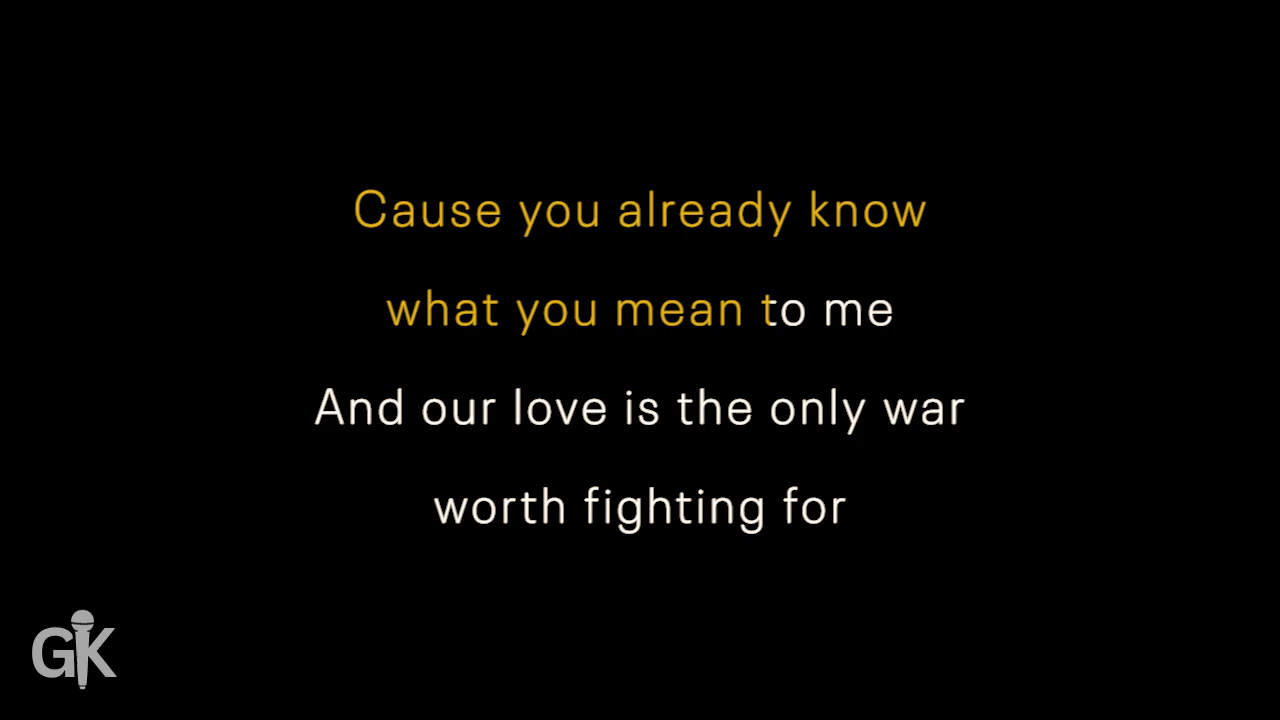 Cause you already know
what you mean to me
And our love is the only war
worth fighting for
GK